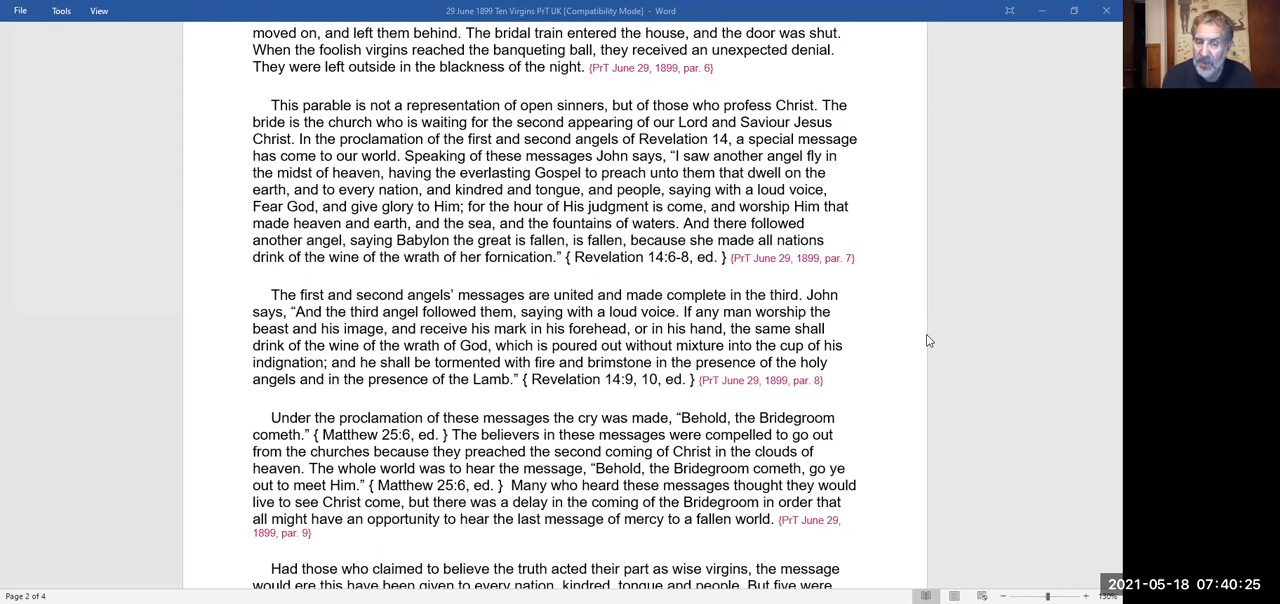 File Tools View 29 June 1899 Ten Virgins PrT UK [Compatibility Mode] - Word
moved on, and left them behind. The bridal train entered the house, and the door was shut.
When the foolish virgins reached the banqueting ball, they received an unexpected denial.
They were left outside in the blackness of the night. {PrT June 29, 1899, par. 6}
This parable is not a representation of open sinners, but of those who profess Christ. The
bride is the church who is waiting for the second appearing of our Lord and Saviour Jesus
Christ. In the proclamation of the first and second angels of Revelation 14, a special message
has come to our world. Speaking of these messages John says, “I saw another angel fly in
the midst of heaven, having the everlasting Gospel to preach unto them that dwell on the
earth, and to every nation, and kindred and tongue, and people, saying with a loud voice,
Fear God, and give glory to Him; for the hour of His judgment is come, and worship Him that
made heaven and earth, and the sea, and the fountains of waters. And there followed
another angel, saying Babylon the great is fallen, is fallen, because she made all nations
drink of the wine of the wrath of her fornication.” { Revelation 14:6-8, ed. } {PrT June 29, 1899, par. 7}
The first and second angels’ messages are united and made complete in the third. John
says, “And the third angel followed them, saying with a loud voice. If any man worship the
beast and his image, and receive his mark in his forehead, or in his hand, the same shall
drink of the wine of the wrath of God, which is poured out without mixture into the cup of his
indignation; and he shall be tormented with fire and brimstone in the presence of the holy
angels and in the presence of the Lamb.” { Revelation 14:9, 10, ed. } {PrT June 29, 1899, par. 8}
Under the proclamation of these messages the cry was made, “Behold, the Bridegroom
cometh.” { Matthew 25:6, ed. } The believers in these messages were compelled to go out
from the churches because they preached the second coming of Christ in the clouds of
heaven. The whole world was to hear the message, “Behold, the Bridegroom cometh, go ye
out to meet Him.” { Matthew 25:6, ed. } Many who heard these messages thought they would
live to see Christ come, but there was a delay in the coming of the Bridegroom in order that
all might have an opportunity to hear the last message of mercy to a fallen world. {PrT June 29,
1899, par. 9}
Had those who claimed to believe the truth acted their part as wise virgins, the message
would ere this have been given to every nation, kindred, tongue and people. But five were
2021-05-18 07:40:25
Page 2 of 4